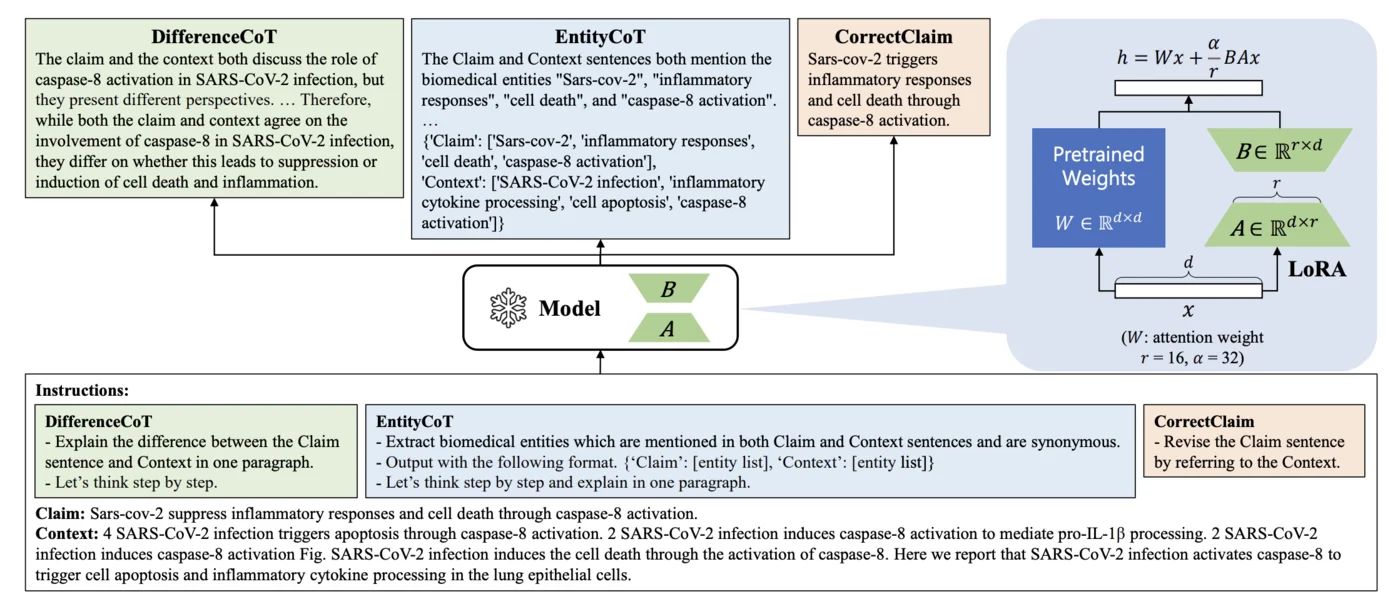 DifferenceCoT
The claim and the context both discuss the role of
caspase-8 activation in SARS-CoV-2 infection, but
they present different perspectives. … Therefore,
while both the claim and context agree on the
involvement of caspase-8 in SARS-CoV-2 infection,
they differ on whether this leads to suppression or
induction of cell death and inflammation.
EntityCoT
The Claim and Context sentences both mention the
biomedical entities "Sars-cov-2", "inflammatory
responses", "cell death", and "caspase-8 activation".
…
{'Claim': ['Sars-cov-2', 'inflammatory responses',
'cell death', 'caspase-8 activation'],
'Context': ['SARS-CoV-2 infection', 'inflammatory
cytokine processing', 'cell apoptosis', 'caspase-8
activation']}
CorrectClaim
Sars-cov-2 triggers
inflammatory responses
and cell death through
caspase-8 activation.
h = Wx + α/r BAx
Pretrained
Weights
W ∈ ℝ^{d×d}
B ∈ ℝ^{r×d}
r
A ∈ ℝ^{d×r}
LoRA
d
x
(W: attention weight
r = 16, α = 32)
Model
B
A
Instructions:
DifferenceCoT
- Explain the difference between the Claim
sentence and Context in one paragraph.
- Let’s think step by step.
EntityCoT
- Extract biomedical entities which are mentioned in both Claim and Context sentences and are synonymous.
- Output with the following format. {‘Claim’: [entity list], ‘Context’: [entity list]}
- Let’s think step by step and explain in one paragraph.
CorrectClaim
- Revise the Claim sentence
by referring to the Context.
Claim: Sars-cov-2 suppress inflammatory responses and cell death through caspase-8 activation.
Context: 4 SARS-CoV-2 infection triggers apoptosis through caspase-8 activation. 2 SARS-CoV-2 infection induces caspase-8 activation to mediate pro-IL-1β processing. 2 SARS-CoV-2
infection induces caspase-8 activation Fig. SARS-CoV-2 infection induces the cell death through the activation of caspase-8. Here we report that SARS-CoV-2 infection activates caspase-8 to
trigger cell apoptosis and inflammatory cytokine processing in the lung epithelial cells.